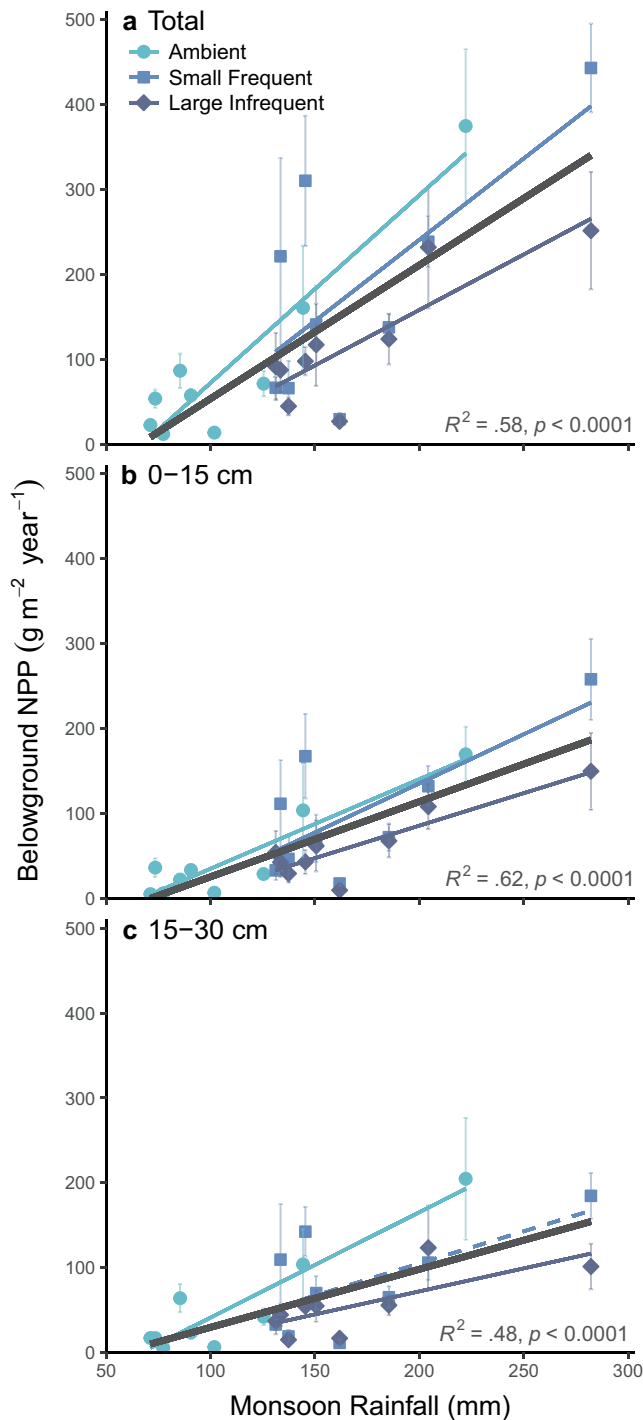 a Total
Ambient
Small Frequent
Large Infrequent
500
400
300
200
100
0
R² = .58, p < 0.0001
b 0−15 cm
500
400
300
200
100
0
R² = .62, p < 0.0001
c 15−30 cm
500
400
300
200
100
0
R² = .48, p < 0.0001
50 100 150 200 250 300
Monsoon Rainfall (mm)
Belowground NPP (g m⁻² year⁻¹)